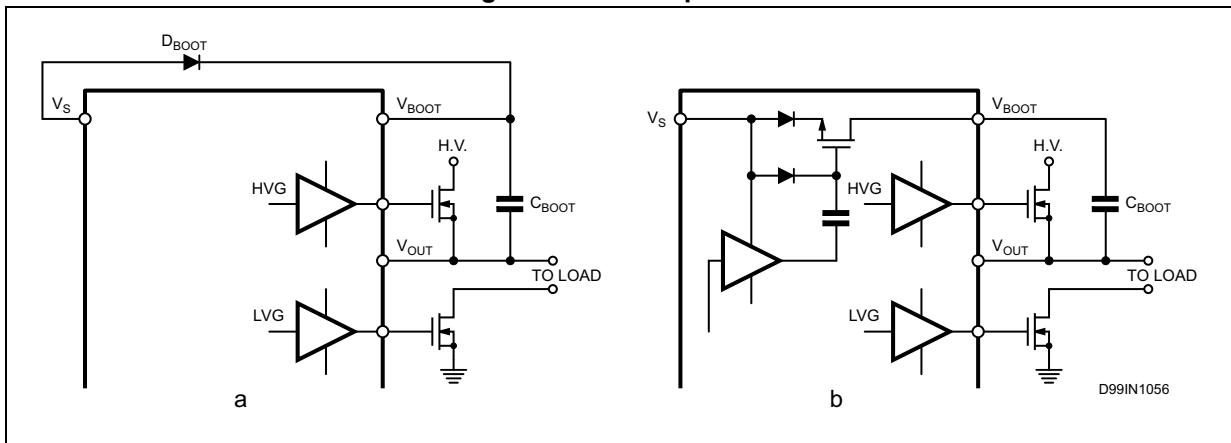 D_BOOT
V_S
V_BOOT
H.V.
HVG
C_BOOT
V_OUT
TO LOAD
LVG
a
V_S
V_BOOT
H.V.
HVG
C_BOOT
V_OUT
TO LOAD
LVG
b
D99IN1056